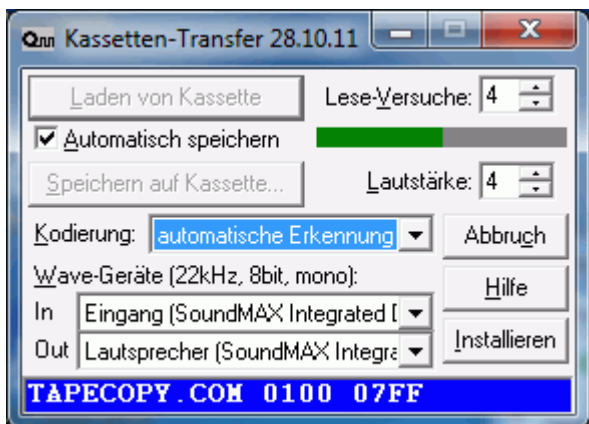 Kassetten-Transfer 28.10.11
Laden von Kassette Lese-Versuche: 4
Automatisch speichern
Speichern auf Kassette... Lautstärke: 4
Kodierung: automatische Erkennung Abbruch
Wave-Geräte (22kHz, 8bit, mono):
Hilfe
In Eingang (SoundMAX Integrated
Out Lautsprecher (SoundMAX Integra Installieren
TAPECOPY.COM 0100 07FF